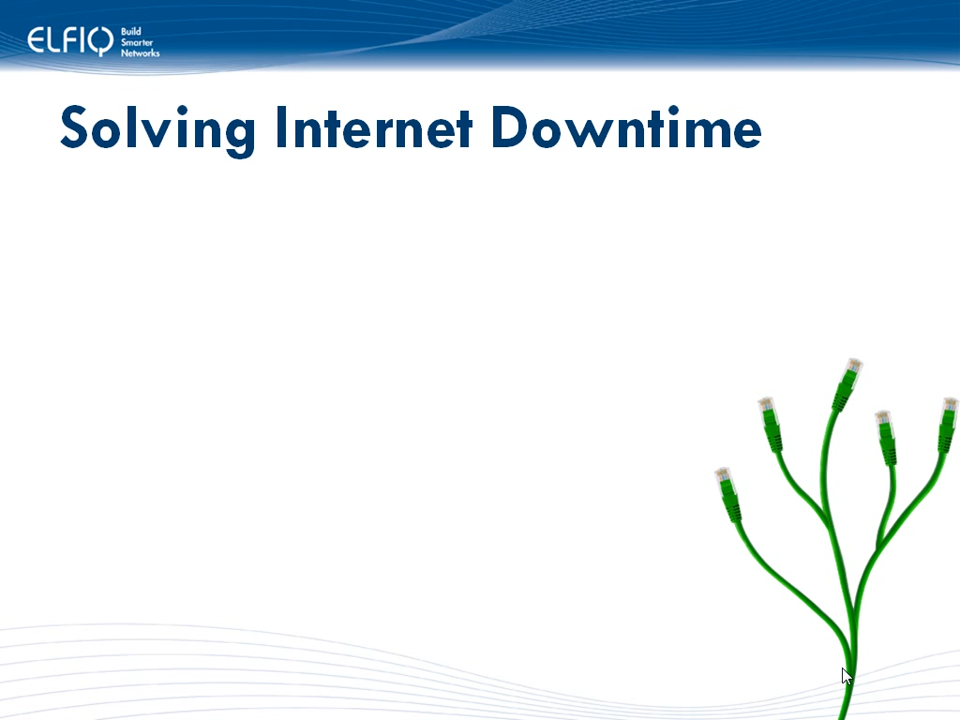 ELFIQ
Build
Smarter
Networks
Solving Internet Downtime